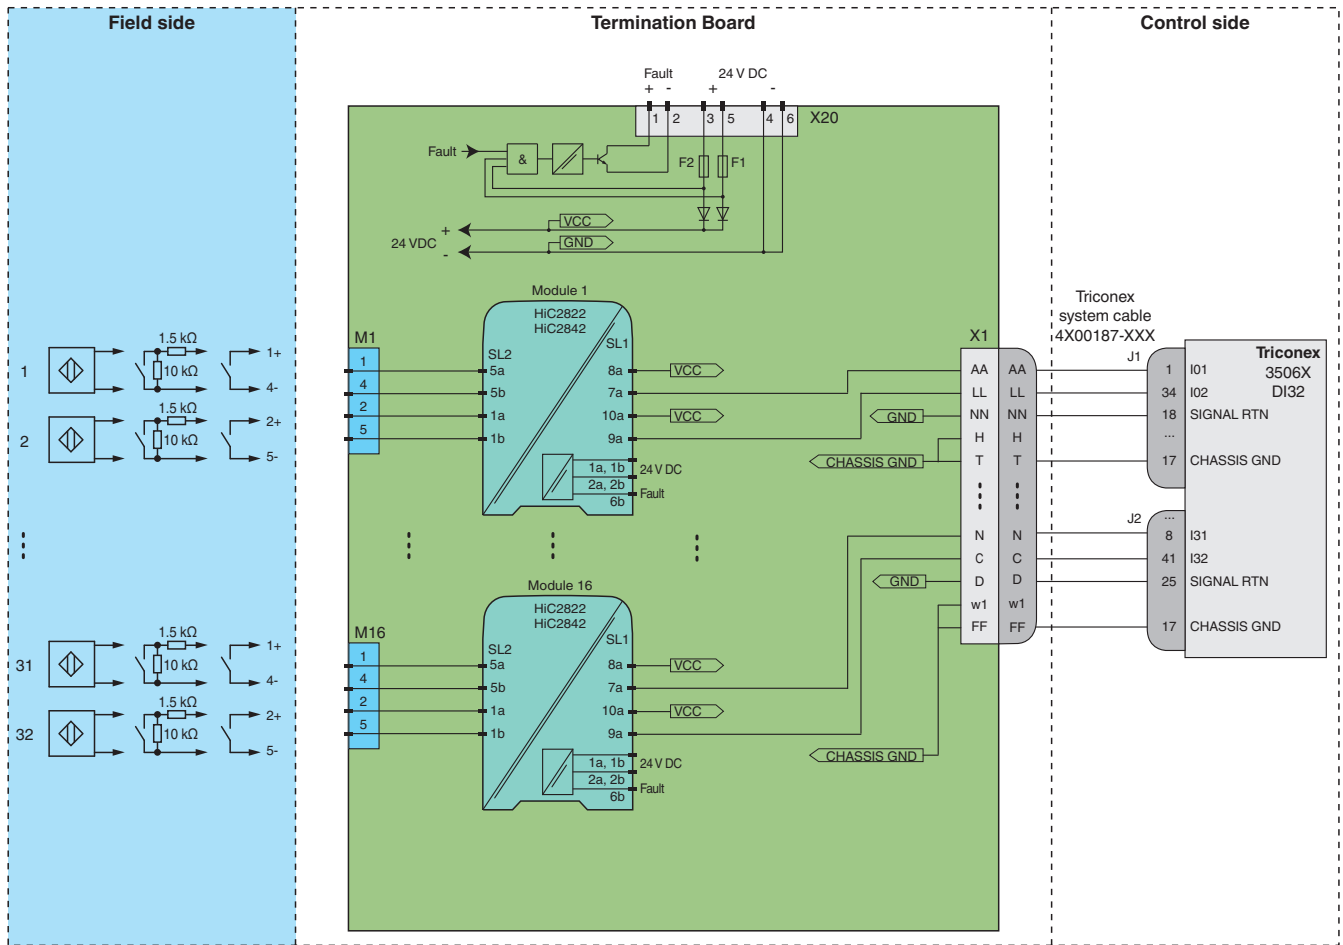 Field side
Termination Board
Control side
Fault 24 V DC
+ - + -
1 2 3 5 4 6 X20
Fault
&
F2 F1
VCC
+
24 VDC
-
GND
Module 1
HiC2822
HiC2842
M1
SL2
SL1
1
4
2
5
5a
5b
1a
1b
8a
7a
10a
9a
VCC
VCC
1a, 1b
2a, 2b
6b
24 V DC
Fault
1
1.5 kΩ
10 kΩ
1+
4-
2
1.5 kΩ
10 kΩ
2+
5-
X1
AA AA
LL LL
GND NN NN
H H
CHASSIS GND T T
Triconex
system cable
4X00187-XXX
J1
Triconex
3506X
DI32
1 I01
34 I02
18 SIGNAL RTN
...
17 CHASSIS GND
J2
...
N N 8 I31
C C 41 I32
GND D D 25 SIGNAL RTN
w1 w1
FF FF 17 CHASSIS GND
Module 16
HiC2822
HiC2842
M16
SL2
SL1
1
4
2
5
5a
5b
1a
1b
8a
7a
10a
9a
VCC
VCC
CHASSIS GND
1a, 1b
2a, 2b
6b
24 V DC
Fault
31
1.5 kΩ
10 kΩ
1+
4-
32
1.5 kΩ
10 kΩ
2+
5-